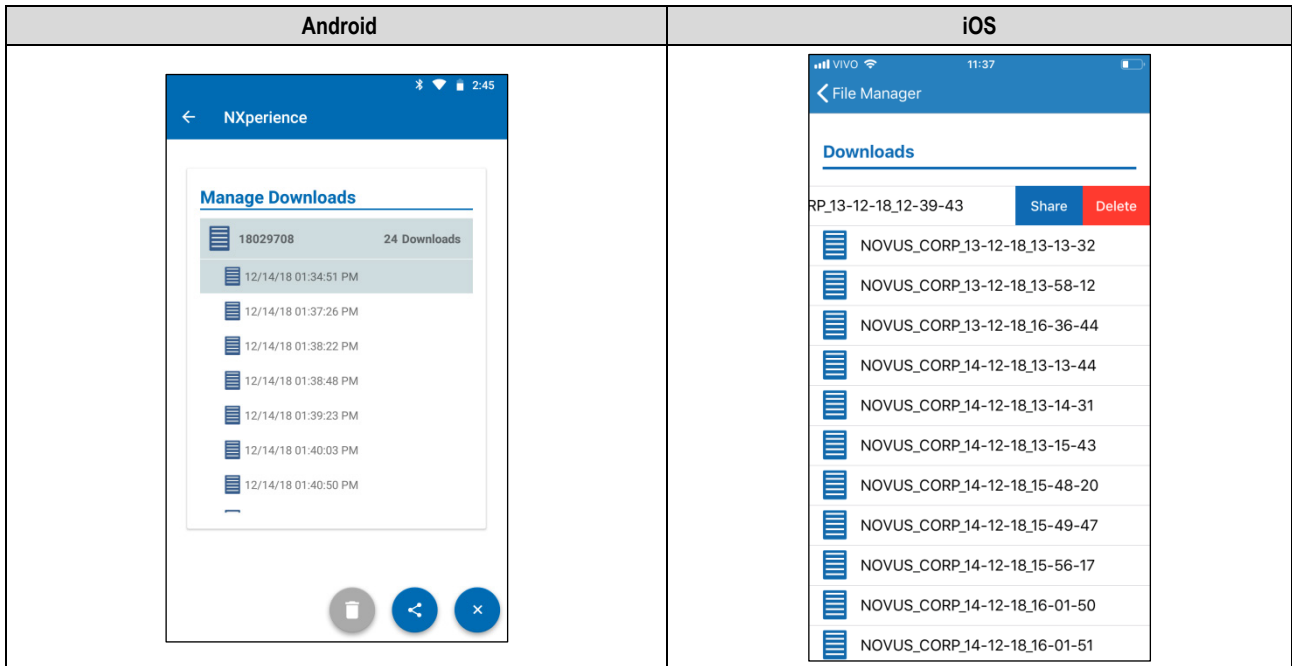 Android
iOS
2:45
NXperience
Manage Downloads
18029708 24 Downloads
12/14/18 01:34:51 PM
12/14/18 01:37:26 PM
12/14/18 01:38:22 PM
12/14/18 01:38:48 PM
12/14/18 01:39:23 PM
12/14/18 01:40:03 PM
12/14/18 01:40:50 PM
VIVO 11:37
File Manager
Downloads
RP_13-12-18_12-39-43 Share Delete
NOVUS_CORP_13-12-18_13-13-32
NOVUS_CORP_13-12-18_13-58-12
NOVUS_CORP_13-12-18_16-36-44
NOVUS_CORP_14-12-18_13-13-44
NOVUS_CORP_14-12-18_13-14-31
NOVUS_CORP_14-12-18_13-15-43
NOVUS_CORP_14-12-18_15-48-20
NOVUS_CORP_14-12-18_15-49-47
NOVUS_CORP_14-12-18_15-56-17
NOVUS_CORP_14-12-18_16-01-50
NOVUS_CORP_14-12-18_16-01-51